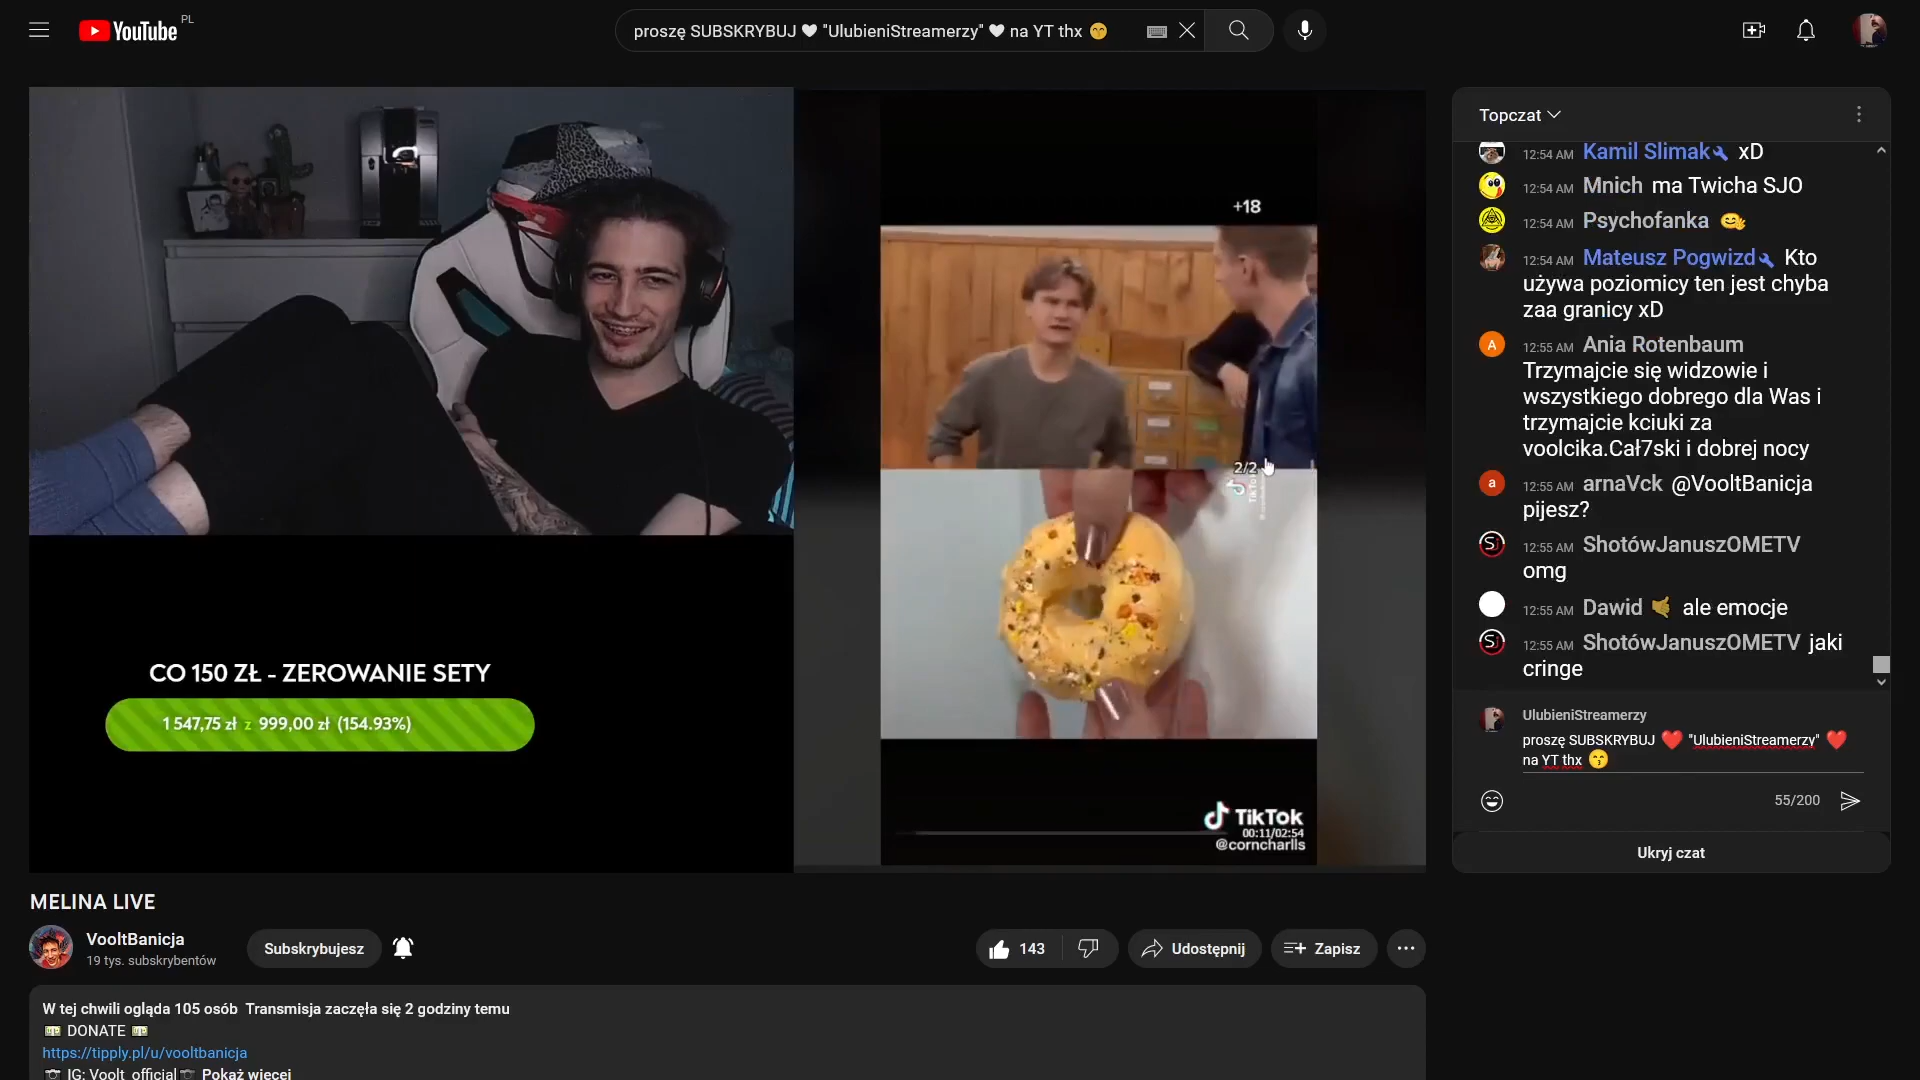 YouTube PL
proszę SUBSKRYBUJ 🤍 "UlubieniStreamerzy" 🤍 na YT thx 😙
+18
2/2
TikTok
CO 150 ZŁ - ZEROWANIE SETY
1 547,75 zł z 999,00 zł (154.93%)
TikTok
00:11/02:54
@corncharlls
Topczat
12:54 AM Kamil Slimak xD
12:54 AM Mnich ma Twicha SJO
12:54 AM Psychofanka
12:54 AM Mateusz Pogwizd Kto
używa poziomicy ten jest chyba
zaa granicy xD
A
12:55 AM Ania Rotenbaum
Trzymajcie się widzowie i
wszystkiego dobrego dla Was i
trzymajcie kciuki za
voolcika.Cał7ski i dobrej nocy
a
12:55 AM arnaVck @VooltBanicja
pijesz?
12:55 AM ShotówJanuszOMETV
omg
12:55 AM Dawid 🤙 ale emocje
12:55 AM ShotówJanuszOMETV jaki
cringe
UlubieniStreamerzy
proszę SUBSKRYBUJ ❤️ "UlubieniStreamerzy" ❤️
na YT thx 😙
55/200
Ukryj czat
MELINA LIVE
VooltBanicja
19 tys. subskrybentów
Subskrybujesz
143
Udostępnij
Zapisz
W tej chwili ogląda 105 osób Transmisja zaczęła się 2 godziny temu
💵 DONATE 💵
https://tipply.pl/u/vooltbanicja
📷 IG: Voolt_official 📷 Pokaż więcej